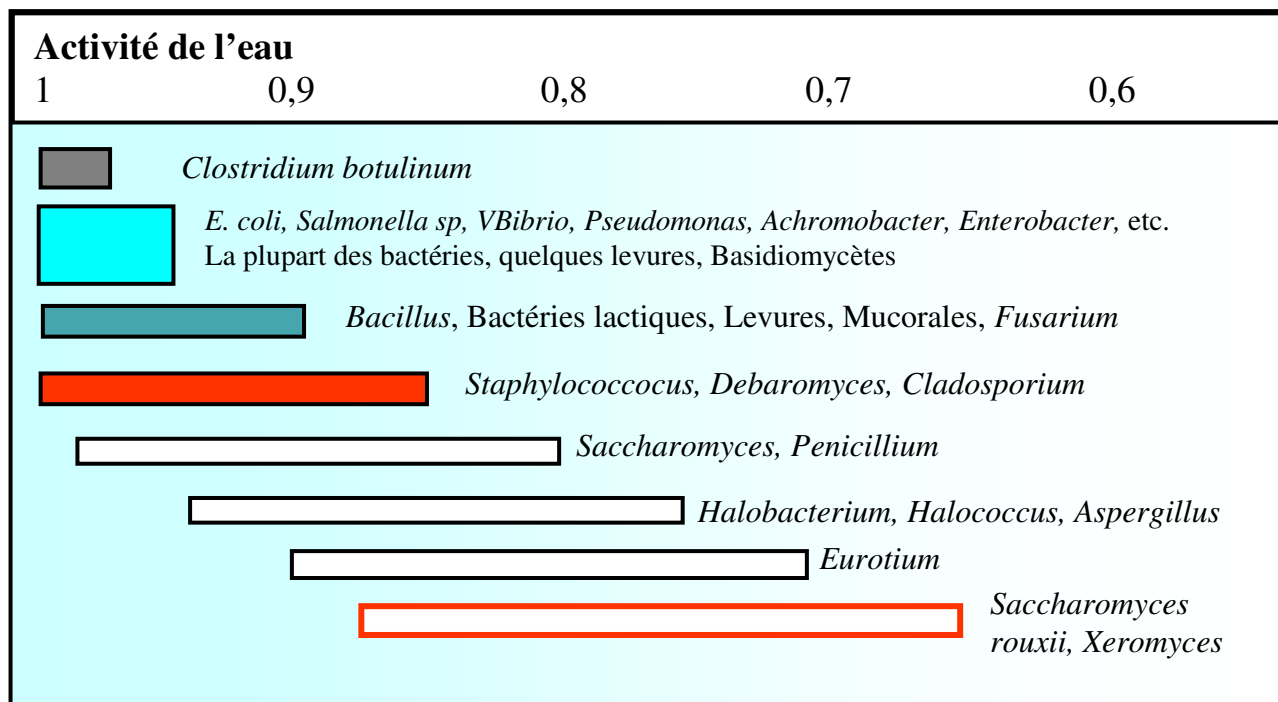 Activité de l'eau
1 0,9 0,8 0,7 0,6
Clostridium botulinum
E. coli, Salmonella sp, VBibrio, Pseudomonas, Achromobacter, Enterobacter, etc.
La plupart des bactéries, quelques levures, Basidiomycètes
Bacillus, Bactéries lactiques, Levures, Mucorales, Fusarium
Staphylococcocus, Debaromyces, Cladosporium
Saccharomyces, Penicillium
Halobacterium, Halococcus, Aspergillus
Eurotium
Saccharomyces
rouxii, Xeromyces